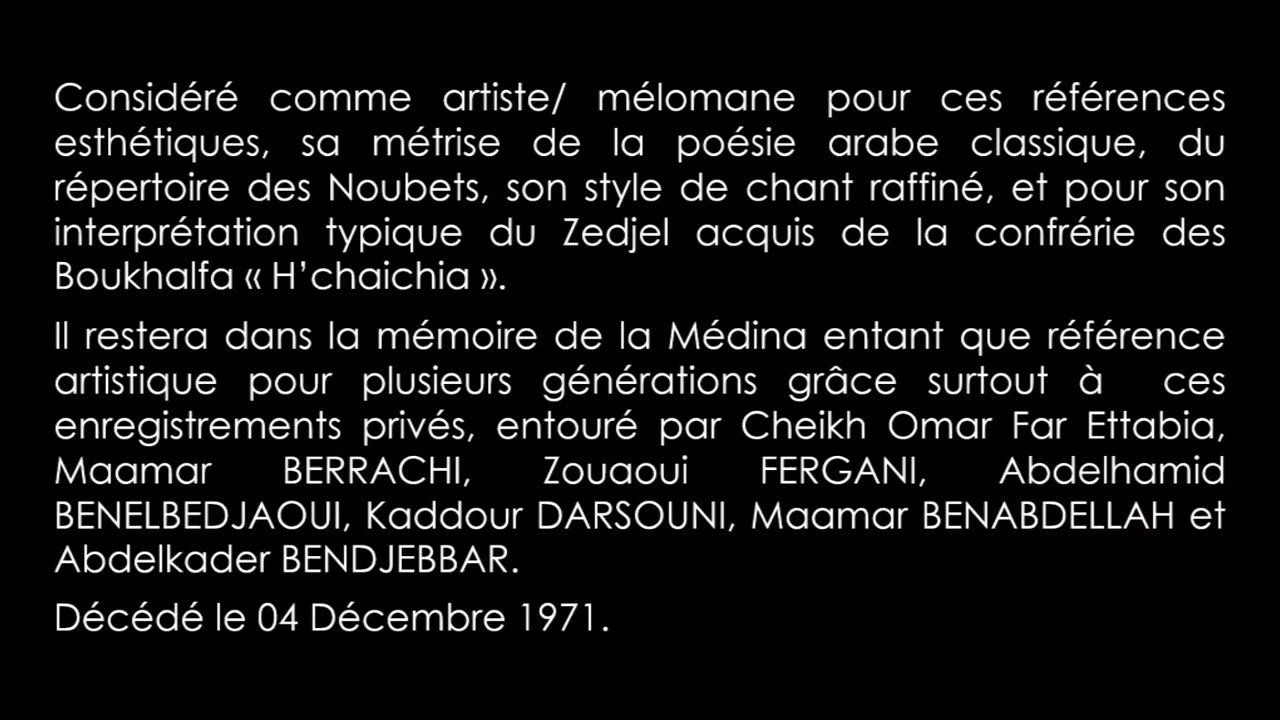 Considéré comme artiste/ mélomane pour ces références
esthétiques, sa métrise de la poésie arabe classique, du
répertoire des Noubets, son style de chant raffiné, et pour son
interprétation typique du Zedjel acquis de la confrérie des
Boukhalfa « H’chaichia ».
Il restera dans la mémoire de la Médina entant que référence
artistique pour plusieurs générations grâce surtout à ces
enregistrements privés, entouré par Cheikh Omar Far Ettabia,
Maamar BERRACHI, Zouaoui FERGANI, Abdelhamid
BENELBEDJAOUI, Kaddour DARSOUNI, Maamar BENABDELLAH et
Abdelkader BENDJEBBAR.
Décédé le 04 Décembre 1971.